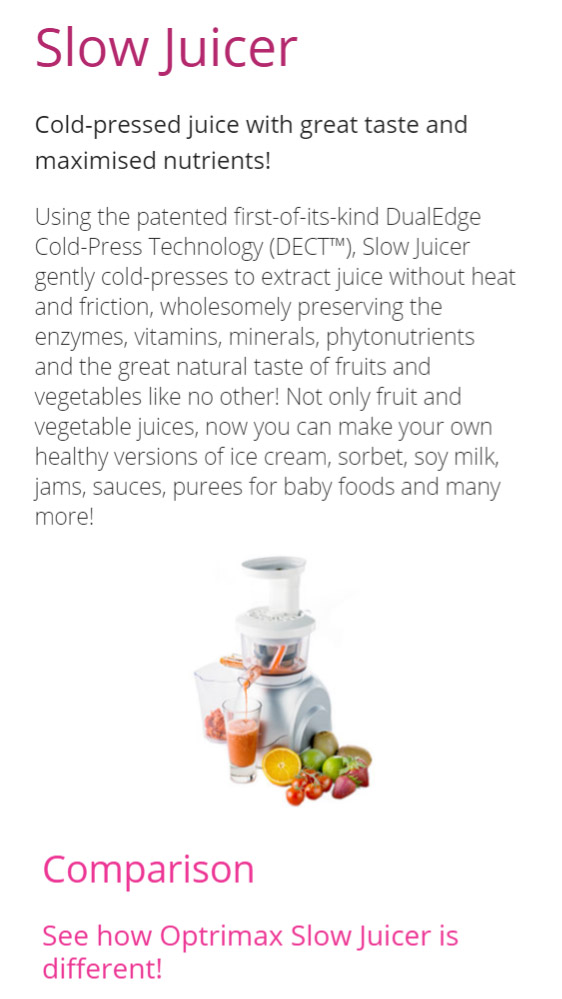 Slow Juicer
Cold-pressed juice with great taste and
maximised nutrients!
Using the patented first-of-its-kind DualEdge
Cold-Press Technology (DECT™), Slow Juicer
gently cold-presses to extract juice without heat
and friction, wholesomely preserving the
enzymes, vitamins, minerals, phytonutrients
and the great natural taste of fruits and
vegetables like no other! Not only fruit and
vegetable juices, now you can make your own
healthy versions of ice cream, sorbet, soy milk,
jams, sauces, purees for baby foods and many
more!
Comparison
See how Optrimax Slow Juicer is
different!